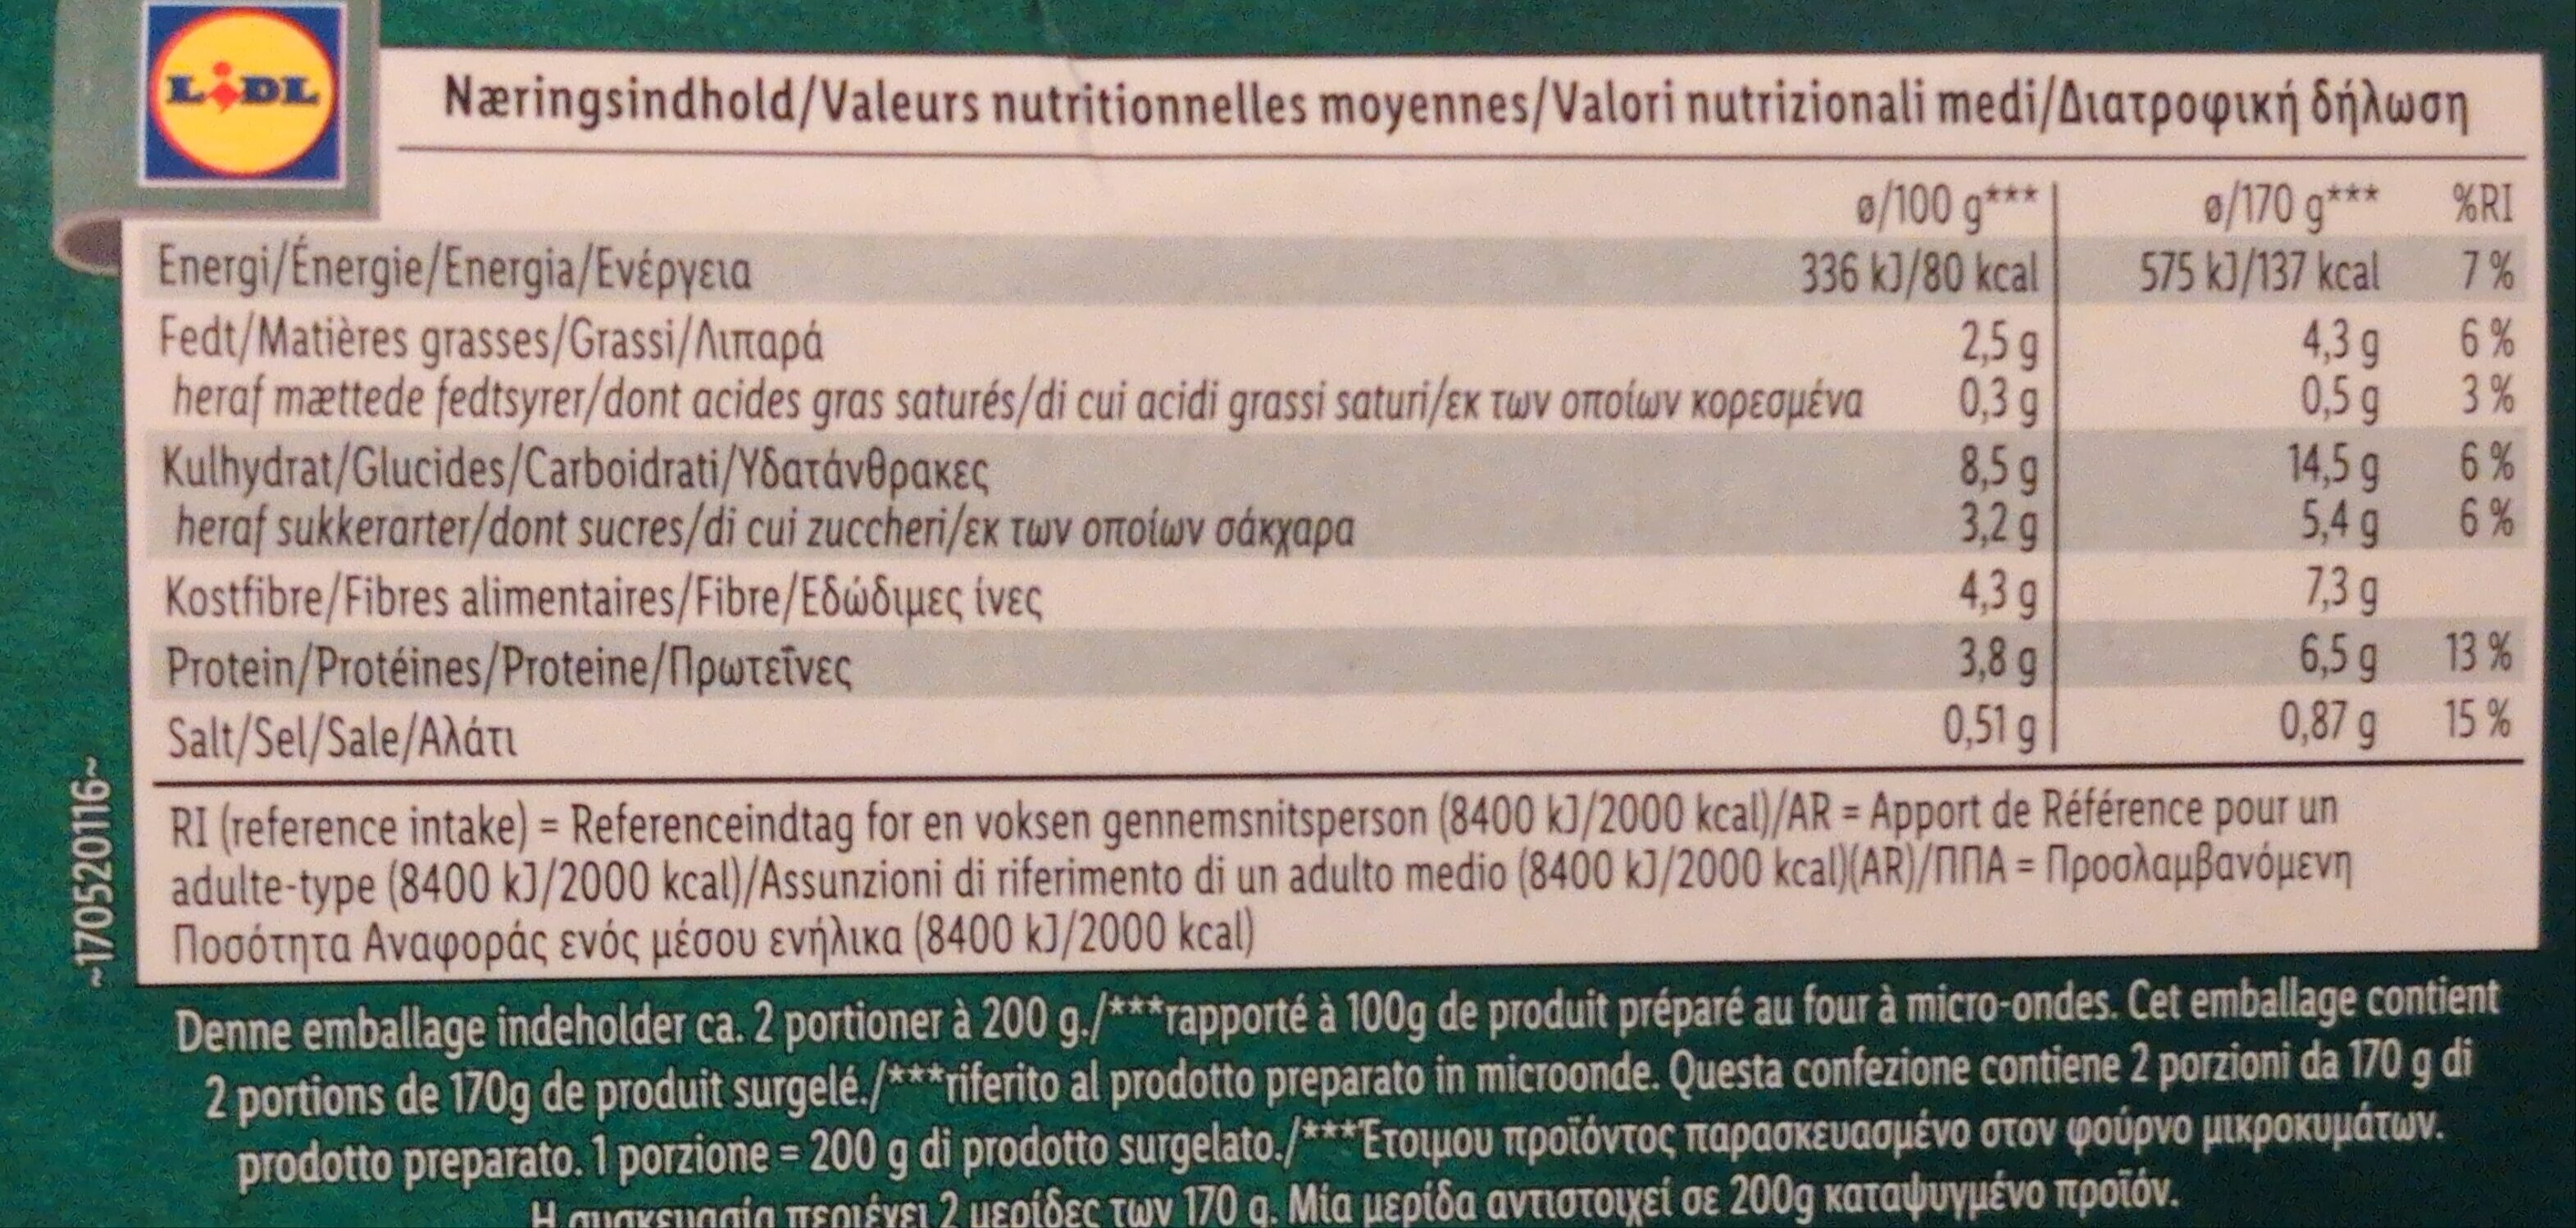 LiDL
Næringsindhold/Valeurs nutritionnelles moyennes/Valori nutrizionali medi/Διατροφική δήλωση
ø/100 g*** ø/170 g*** %RI
Energi/Énergie/Energia/Ενέργεια 336 kJ/80 kcal 575 kJ/137 kcal 7 %
Fedt/Matières grasses/Grassi/Λιπαρά 2,5 g 4,3 g 6 %
heraf mættede fedtsyrer/dont acides gras saturés/di cui acidi grassi saturi/εκ των οποίων κορεσμένα 0,3 g 0,5 g 3 %
Kulhydrat/Glucides/Carboidrati/Υδατάνθρακες 8,5 g 14,5 g 6 %
heraf sukkerarter/dont sucres/di cui zuccheri/εκ των οποίων σάκχαρα 3,2 g 5,4 g 6 %
Kostfibre/Fibres alimentaires/Fibre/Εδώδιμες ίνες 4,3 g 7,3 g
Protein/Protéines/Proteine/Πρωτεΐνες 3,8 g 6,5 g 13 %
Salt/Sel/Sale/Αλάτι 0,51 g 0,87 g 15 %
RI (reference intake) = Referenceindtag for en voksen gennemsnitsperson (8400 kJ/2000 kcal)/AR = Apport de Référence pour un
adulte-type (8400 kJ/2000 kcal)/Assunzioni di riferimento di un adulto medio (8400 kJ/2000 kcal)(AR)/ΠΠΑ = Προσλαμβανόμενη
Ποσότητα Αναφοράς ενός μέσου ενήλικα (8400 kJ/2000 kcal)
~1705201116~
Denne emballage indeholder ca. 2 portioner à 200 g./***rapporté à 100g de produit préparé au four à micro-ondes. Cet emballage contient
2 portions de 170g de produit surgelé./***riferito al prodotto preparato in microonde. Questa confezione contiene 2 porzioni da 170 g di
prodotto preparato. 1 porzione = 200 g di prodotto surgelato./***Έτοιμου προϊόντος παρασκευασμένο στον φούρνο μικροκυμάτων.
Η συσκευασία περιέχει 2 μερίδες των 170 g. Μία μερίδα αντιστοιχεί σε 200g καταψυγμένο προϊόν.